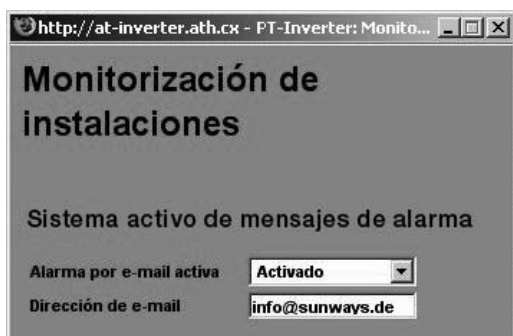 http://at-inverter.ath.cx - PT-Inverter: Monito...
Monitorización de
instalaciones
Sistema activo de mensajes de alarma
Alarma por e-mail activa Activado
Dirección de e-mail info@sunways.de